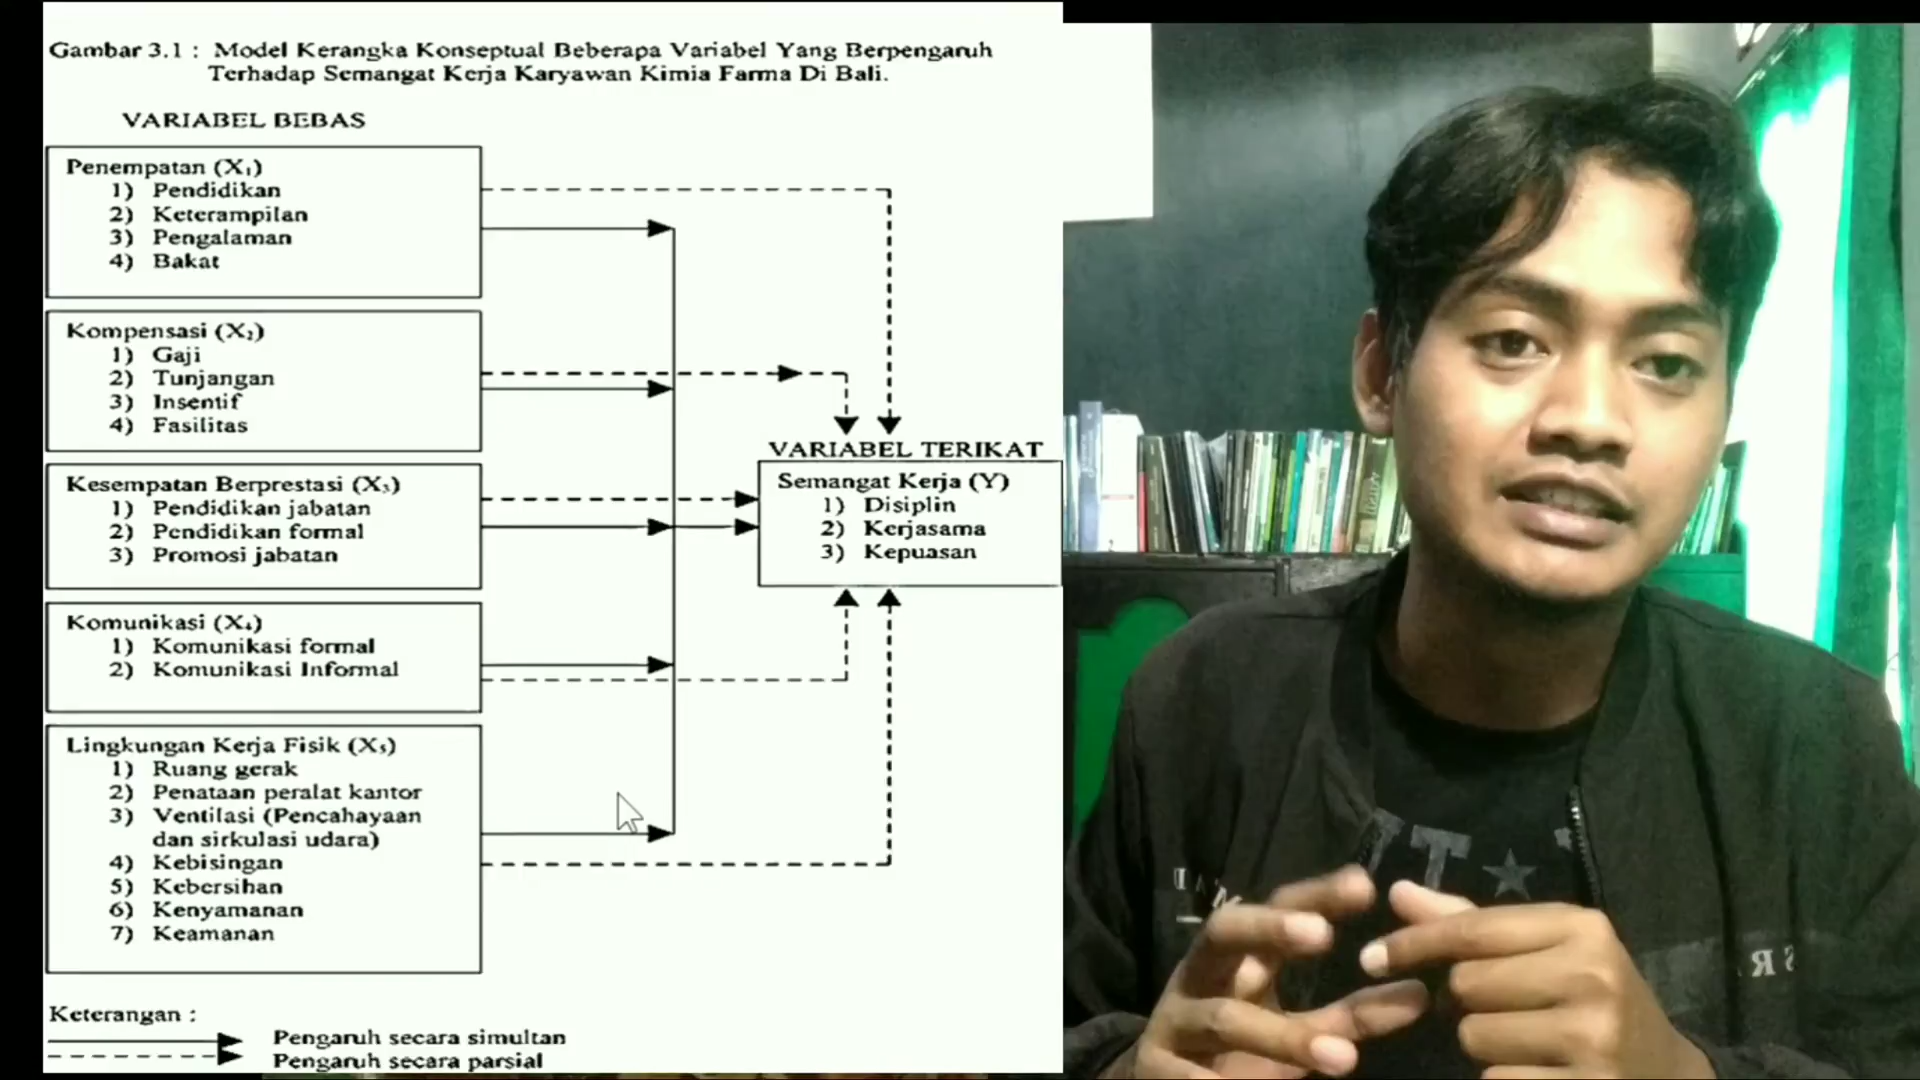 Gambar 3.1 : Model Kerangka Konseptual Beberapa Variabel Yang Berpengaruh
Terhadap Semangat Kerja Karyawan Kimia Farma Di Bali.
VARIABEL BEBAS
Penempatan (X₁)
1) Pendidikan
2) Keterampilan
3) Pengalaman
4) Bakat
Kompensasi (X₂)
1) Gaji
2) Tunjangan
3) Insentif
4) Fasilitas
Kesempatan Berprestasi (X₃)
1) Pendidikan jabatan
2) Pendidikan formal
3) Promosi jabatan
Komunikasi (X₄)
1) Komunikasi formal
2) Komunikasi Informal
Lingkungan Kerja Fisik (X₅)
1) Ruang gerak
2) Penataan peralat kantor
3) Ventilasi (Pencahayaan
dan sirkulasi udara)
4) Kebisingan
5) Kebersihan
6) Kenyamanan
7) Keamanan
VARIABEL TERIKAT
Semangat Kerja (Y)
1) Disiplin
2) Kerjasama
3) Kepuasan
Keterangan :
Pengaruh secara simultan
Pengaruh secara parsial